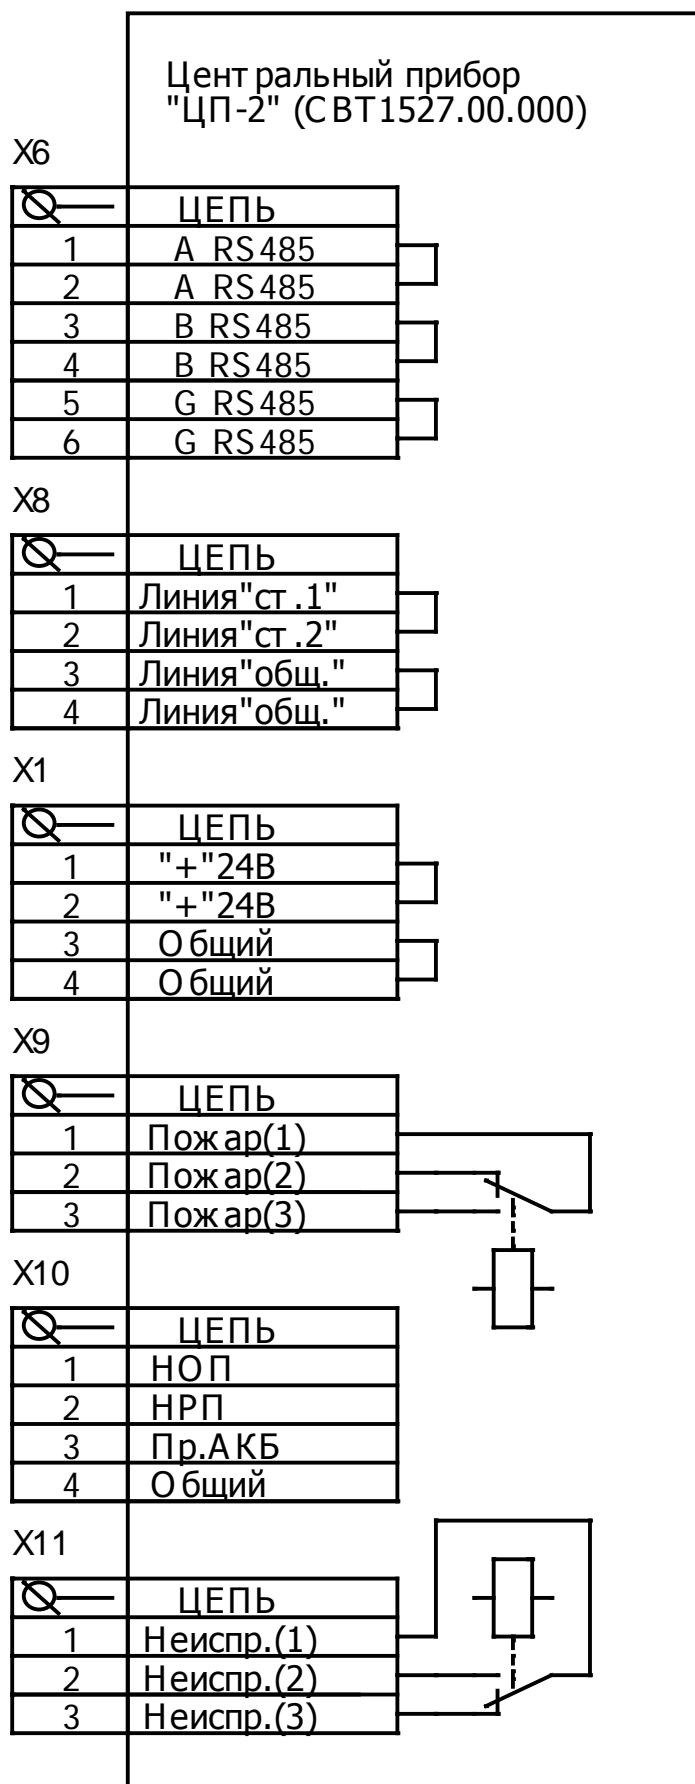 Центральный прибор
"ЦП-2" (СВТ1527.00.000)
X6
ЦЕПЬ
1 A RS485
2 A RS485
3 B RS485
4 B RS485
5 G RS485
6 G RS485
X8
ЦЕПЬ
1 Линия"ст.1"
2 Линия"ст.2"
3 Линия"общ."
4 Линия"общ."
X1
ЦЕПЬ
1 "+"24В
2 "+"24В
3 Общий
4 Общий
X9
ЦЕПЬ
1 Пожар(1)
2 Пожар(2)
3 Пожар(3)
X10
ЦЕПЬ
1 НОП
2 НРП
3 Пр.АКБ
4 Общий
X11
ЦЕПЬ
1 Неиспр.(1)
2 Неиспр.(2)
3 Неиспр.(3)